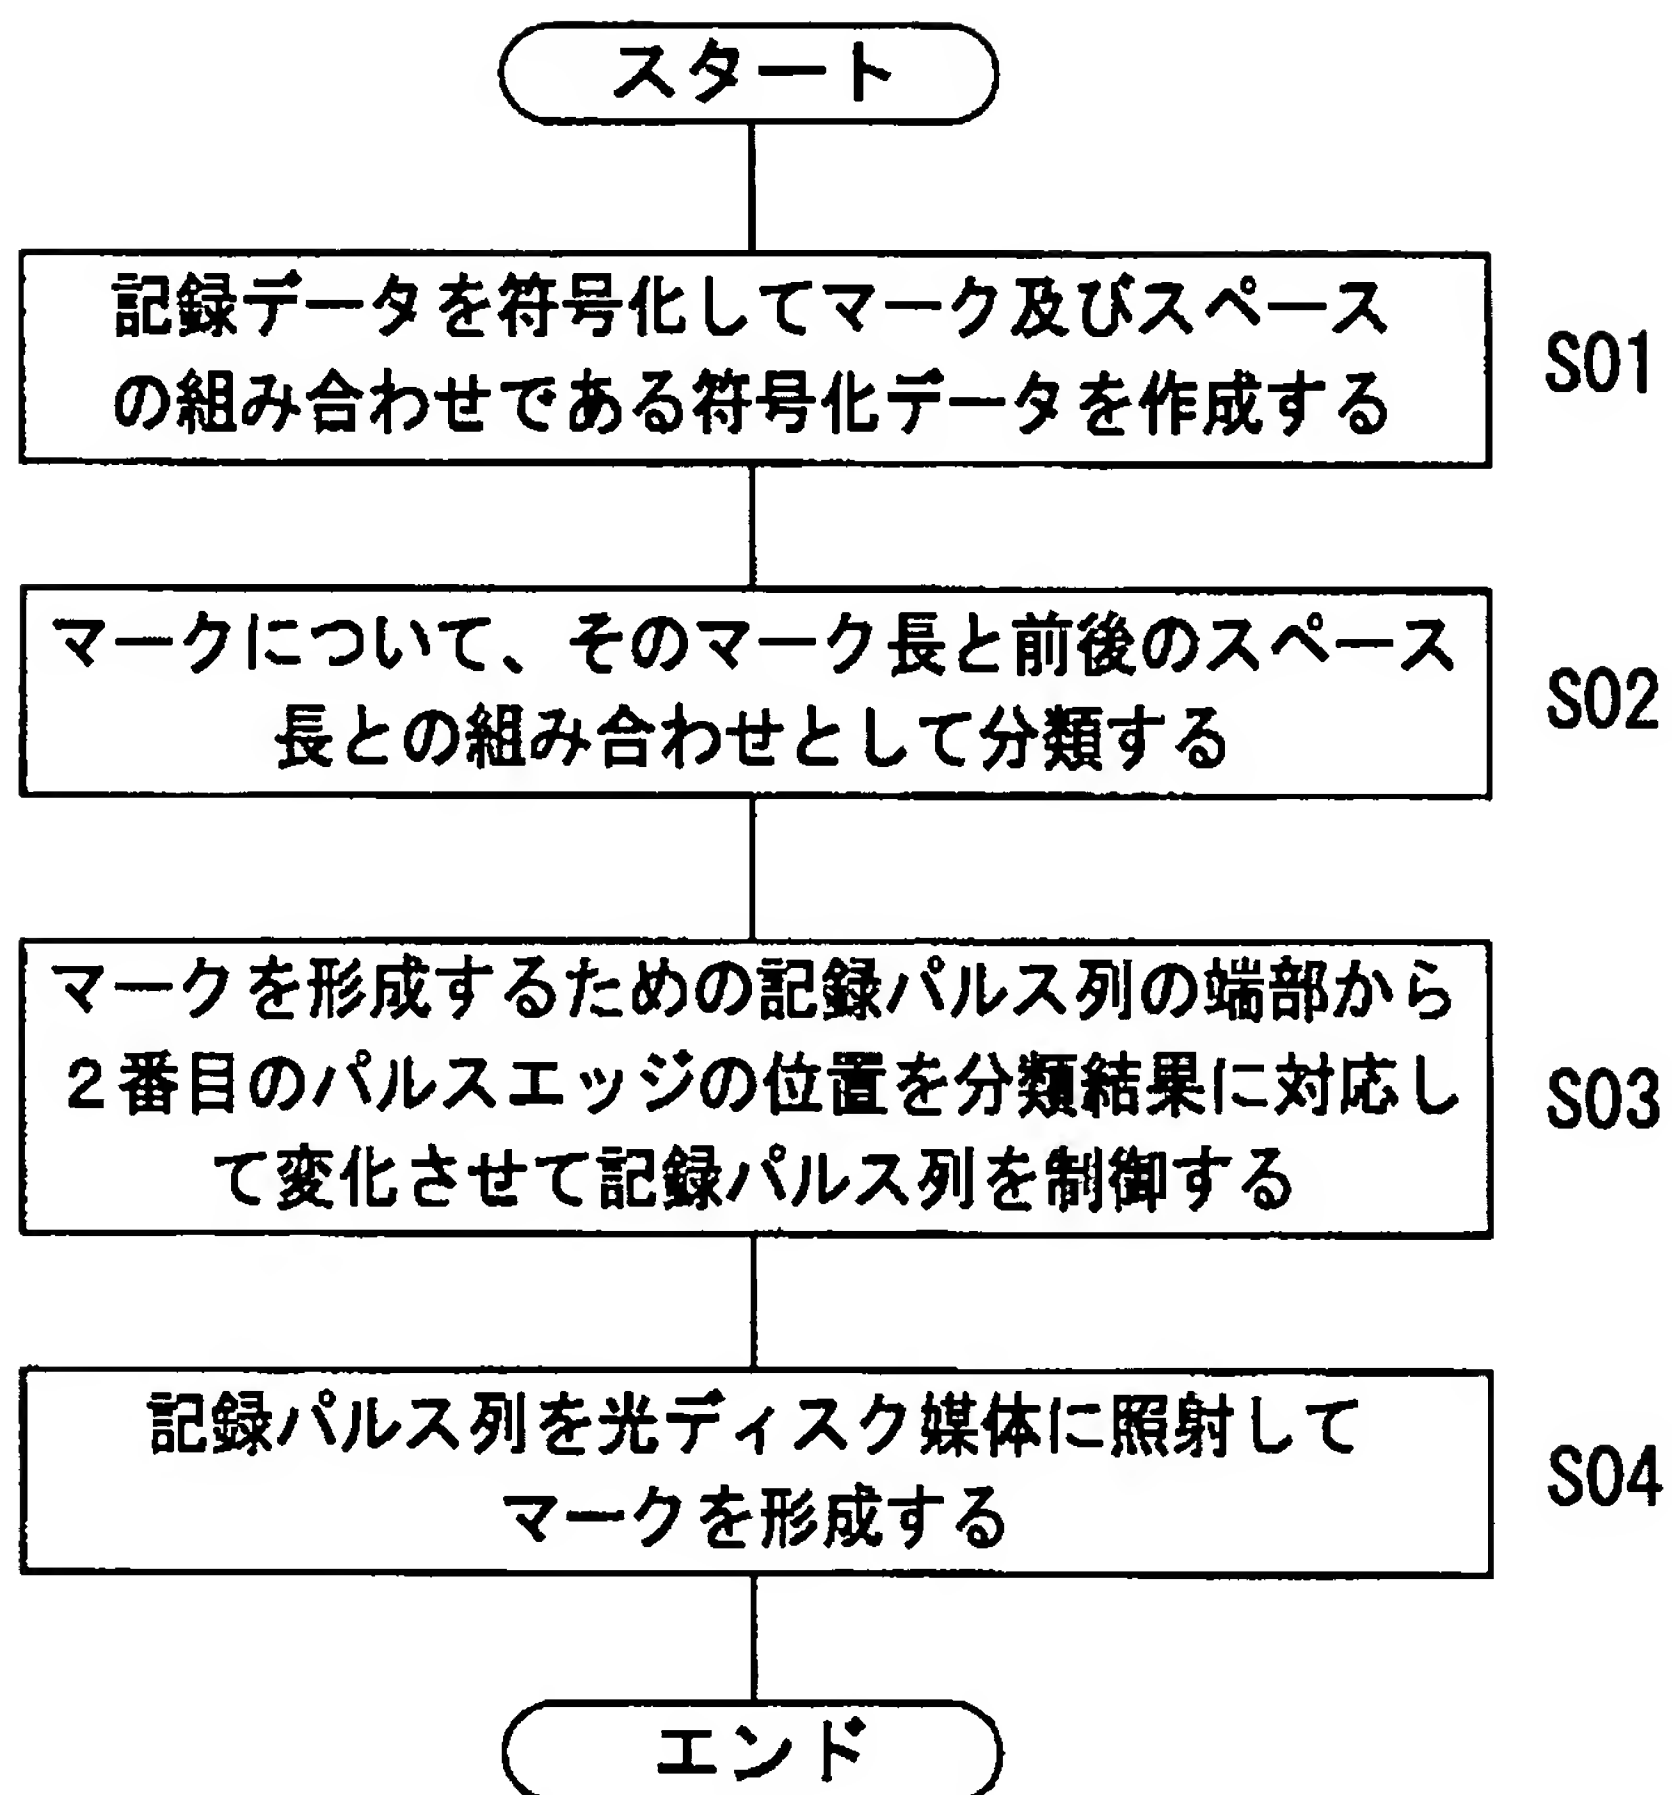 スタート
記録データを符号化してマーク及びスペース
の組み合わせである符号化データを作成する
S01
マークについて、そのマーク長と前後のスペース
長との組み合わせとして分類する
S02
マークを形成するための記録パルス列の端部から
2番目のパルスエッジの位置を分類結果に対応し
て変化させて記録パルス列を制御する
S03
記録パルス列を光ディスク媒体に照射して
マークを形成する
S04
エンド